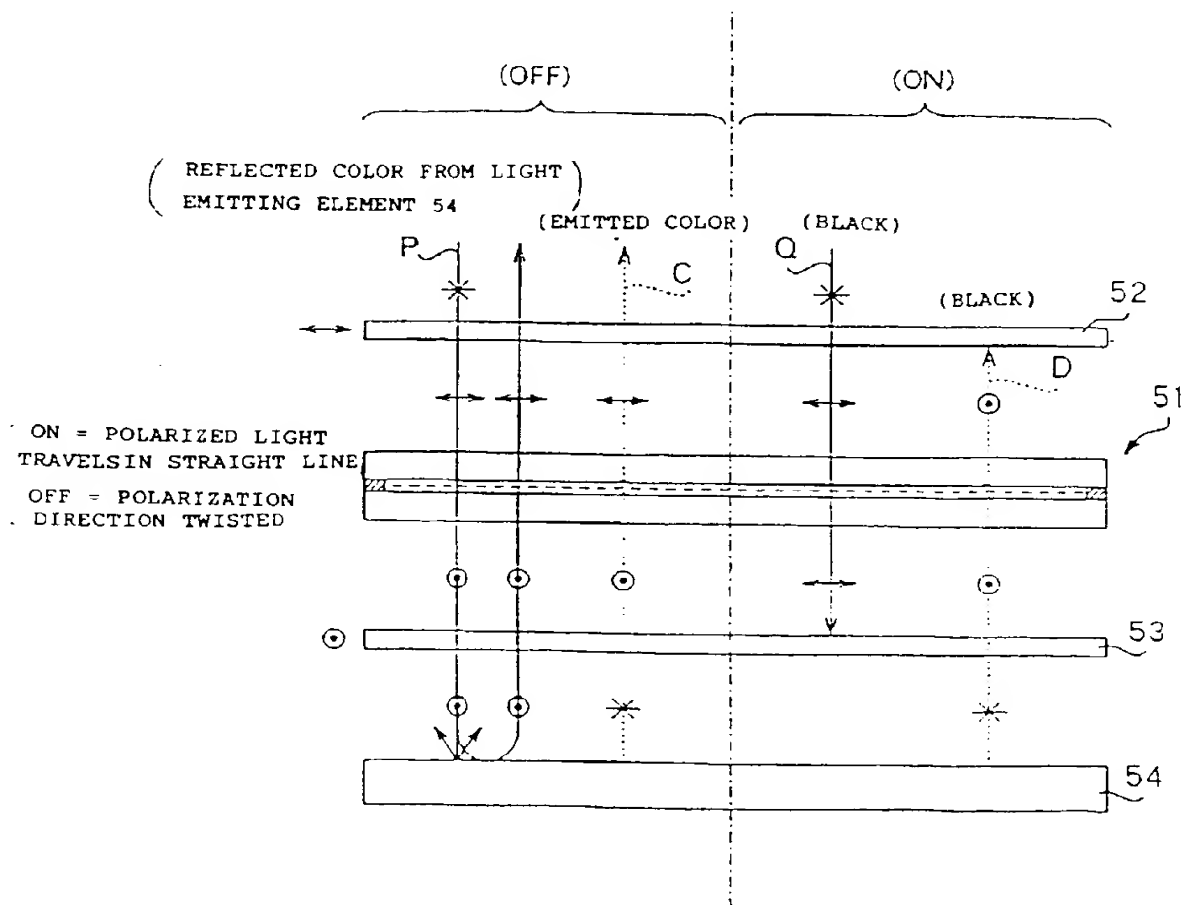 (OFF)
(ON)
( REFLECTED COLOR FROM LIGHT
EMITTING ELEMENT 54 )
(EMITTED COLOR)
(BLACK)
P
C
Q
(BLACK)
52
D
51
ON = POLARIZED LIGHT
TRAVELSIN STRAIGHT LINE
OFF = POLARIZATION
DIRECTION TWISTED
53
54